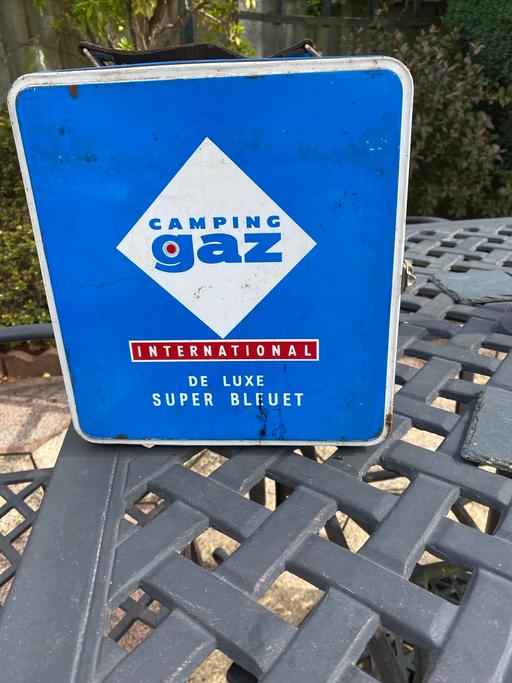 CAMPING
gaz
INTERNATIONAL
DE LUXE
SUPER BLEUET